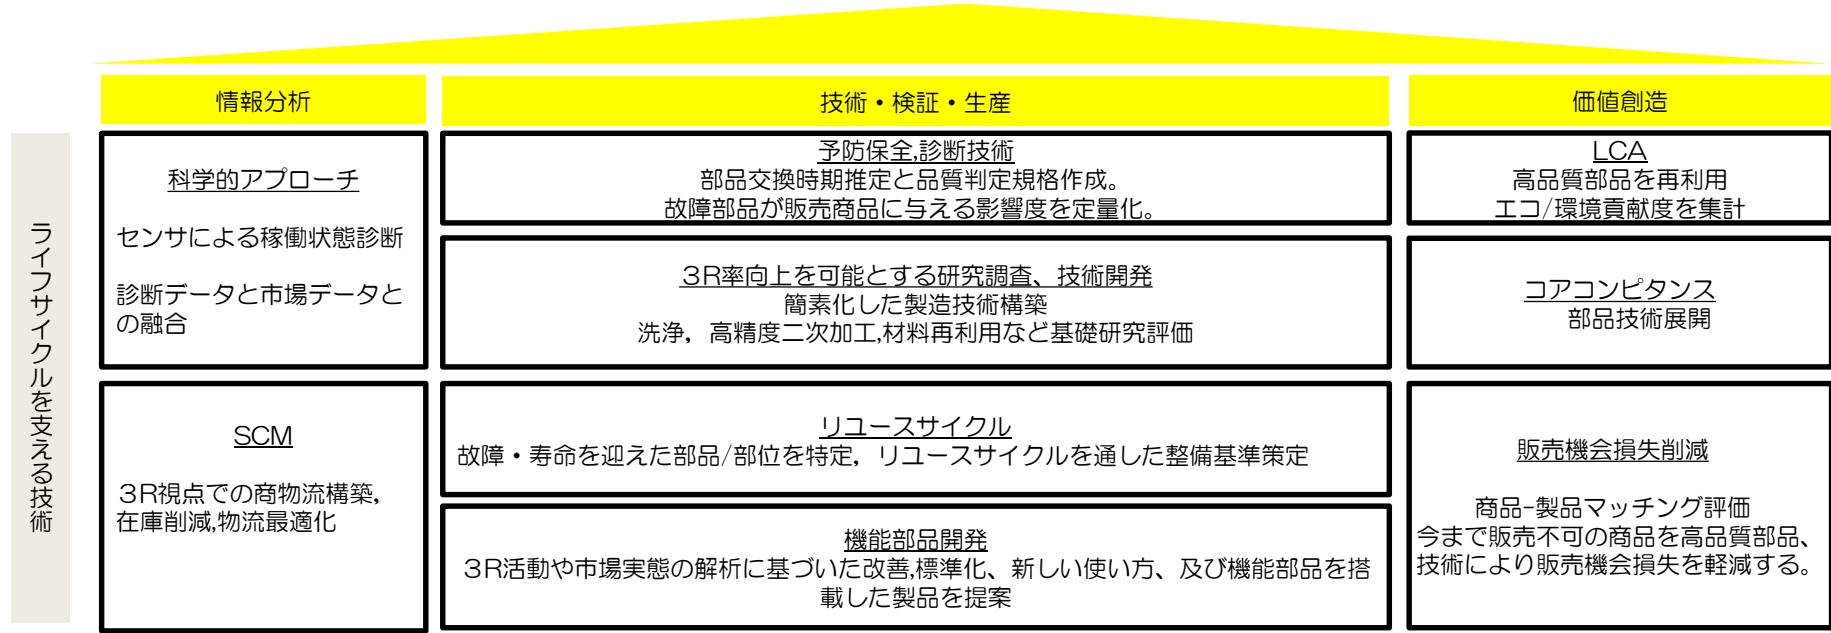 情報分析
技術・検証・生産
価値創造
ライフサイクルを支える技術
科学的アプローチ
センサによる稼働状態診断
診断データと市場データと
の融合
SCM
3R視点での商物流構築，
在庫削減,物流最適化
予防保全,診断技術
部品交換時期推定と品質判定規格作成。
故障部品が販売商品に与える影響度を定量化。
3R率向上を可能とする研究調査、技術開発
簡素化した製造技術構築
洗浄，高精度二次加工,材料再利用など基礎研究評価
リユースサイクル
故障・寿命を迎えた部品/部位を特定，リユースサイクルを通した整備基準策定
機能部品開発
3R活動や市場実態の解析に基づいた改善,標準化、新しい使い方、及び機能部品を搭
載した製品を提案
LCA
高品質部品を再利用
エコ/環境貢献度を集計
コアコンピタンス
部品技術展開
販売機会損失削減
商品-製品マッチング評価
今まで販売不可の商品を高品質部品、
技術により販売機会損失を軽減する。